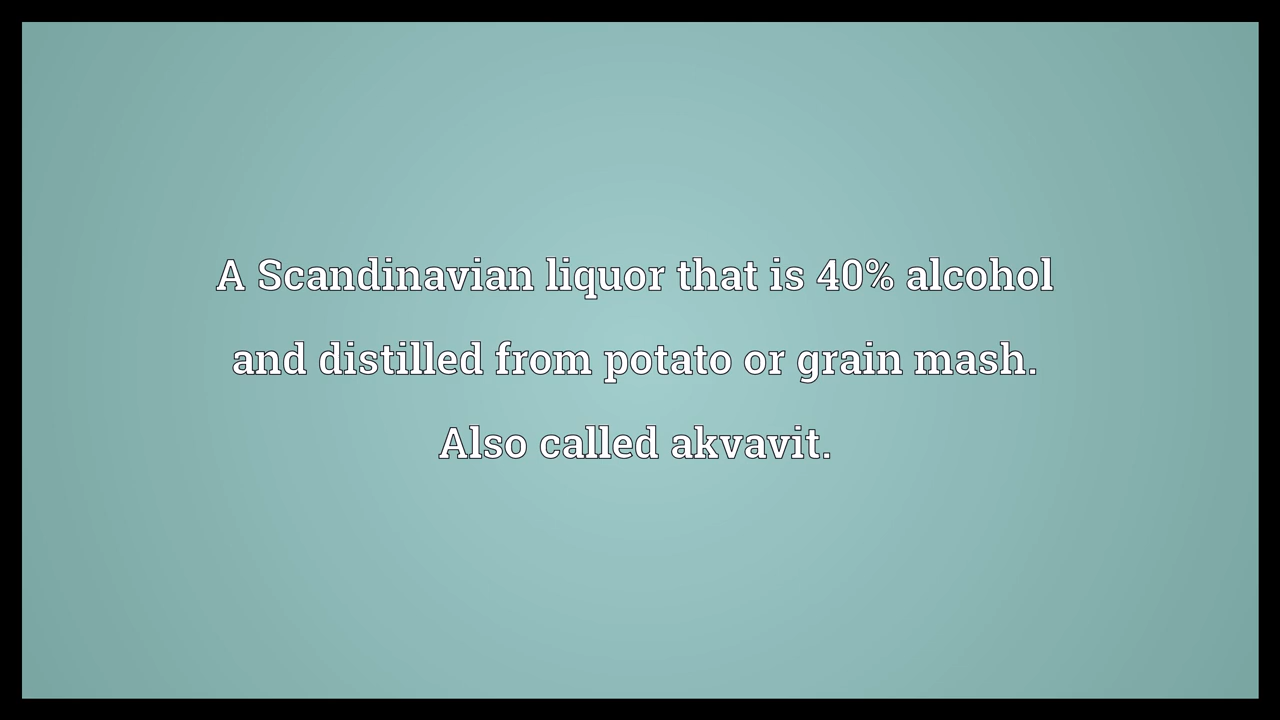 A Scandinavian liquor that is 40% alcohol
and distilled from potato or grain mash.
Also called akvavit.